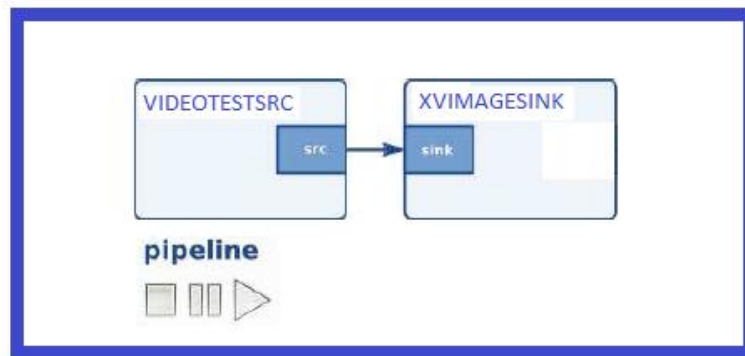 VIDEOTESTSRC
XVIMAGESINK
src
sink
pipeline